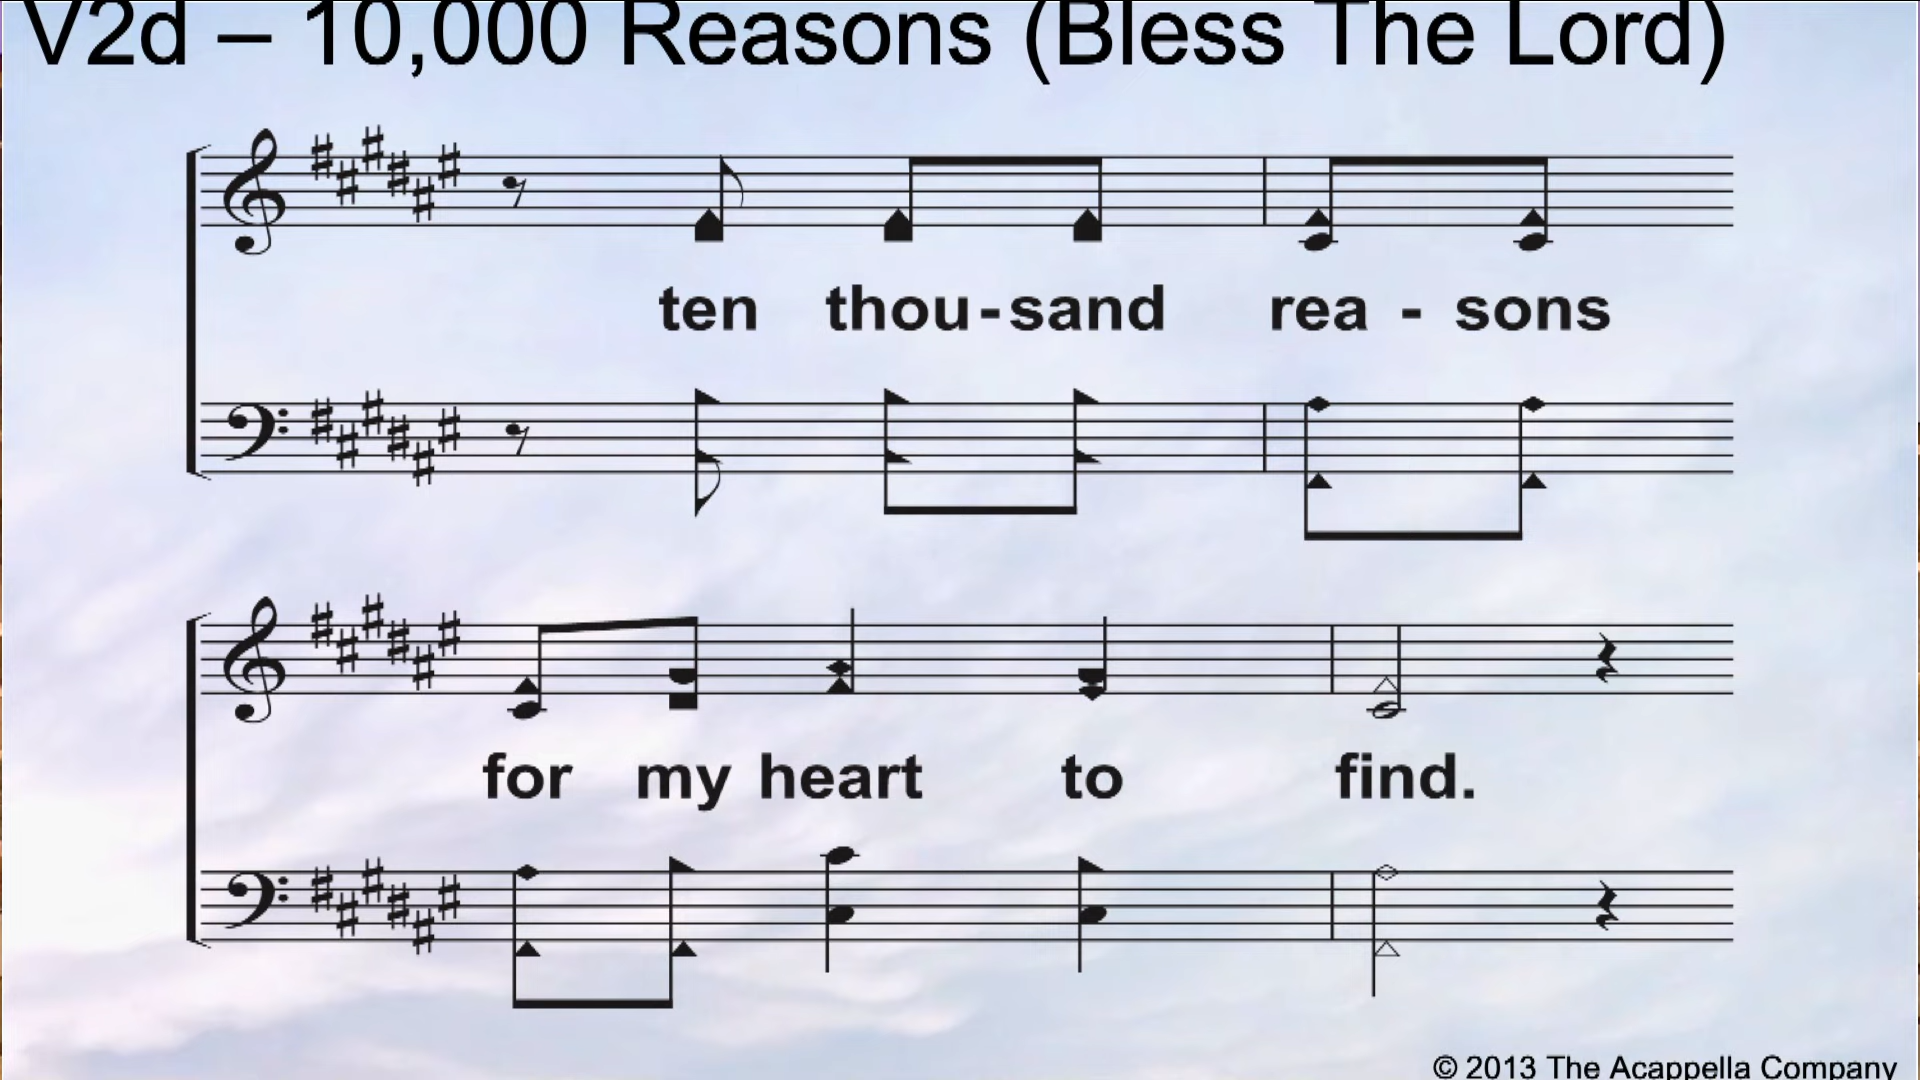 V2d – 10,000 Reasons (Bless The Lord)
ten thou-sand rea - sons
for my heart to find.
© 2013 The Acappella Company